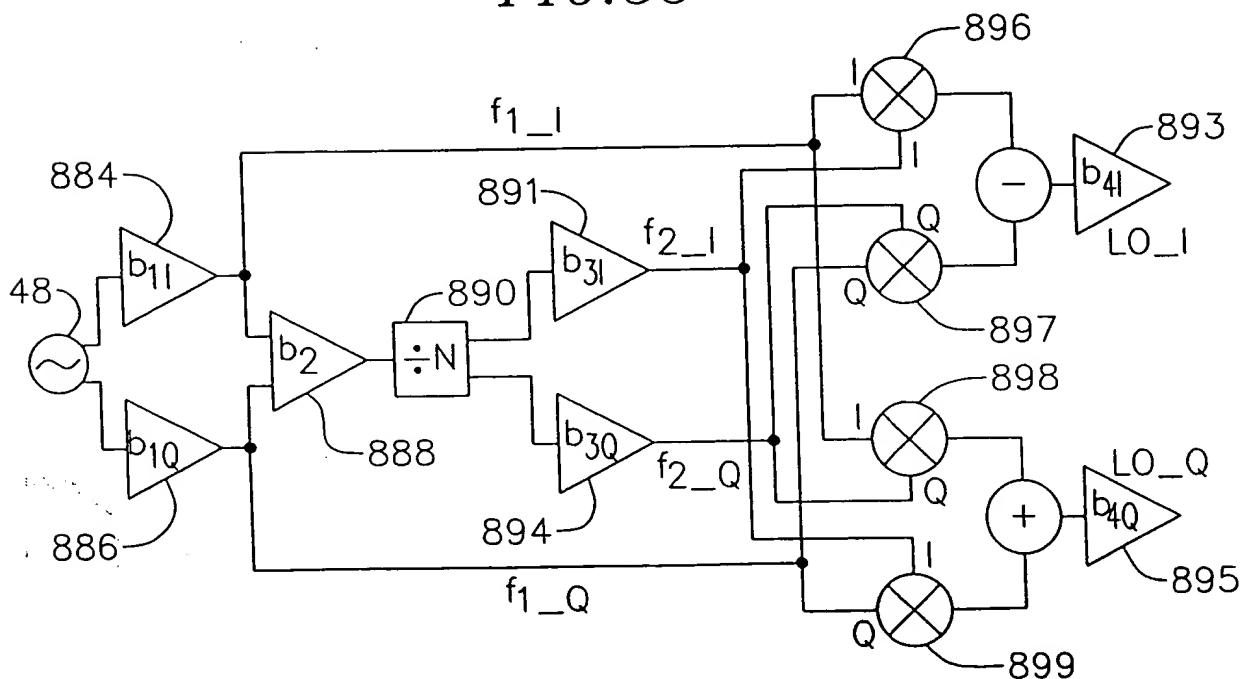 896
I
f1_I
I
893
b4I
884
891
−
b1I
b3I
f2_I
Q
LO_I
48
890
Q
897
b2
÷N
898
I
b1Q
888
b3Q
f2_Q
Q
LO_Q
+
b4Q
886
894
I
895
f1_Q
Q
899